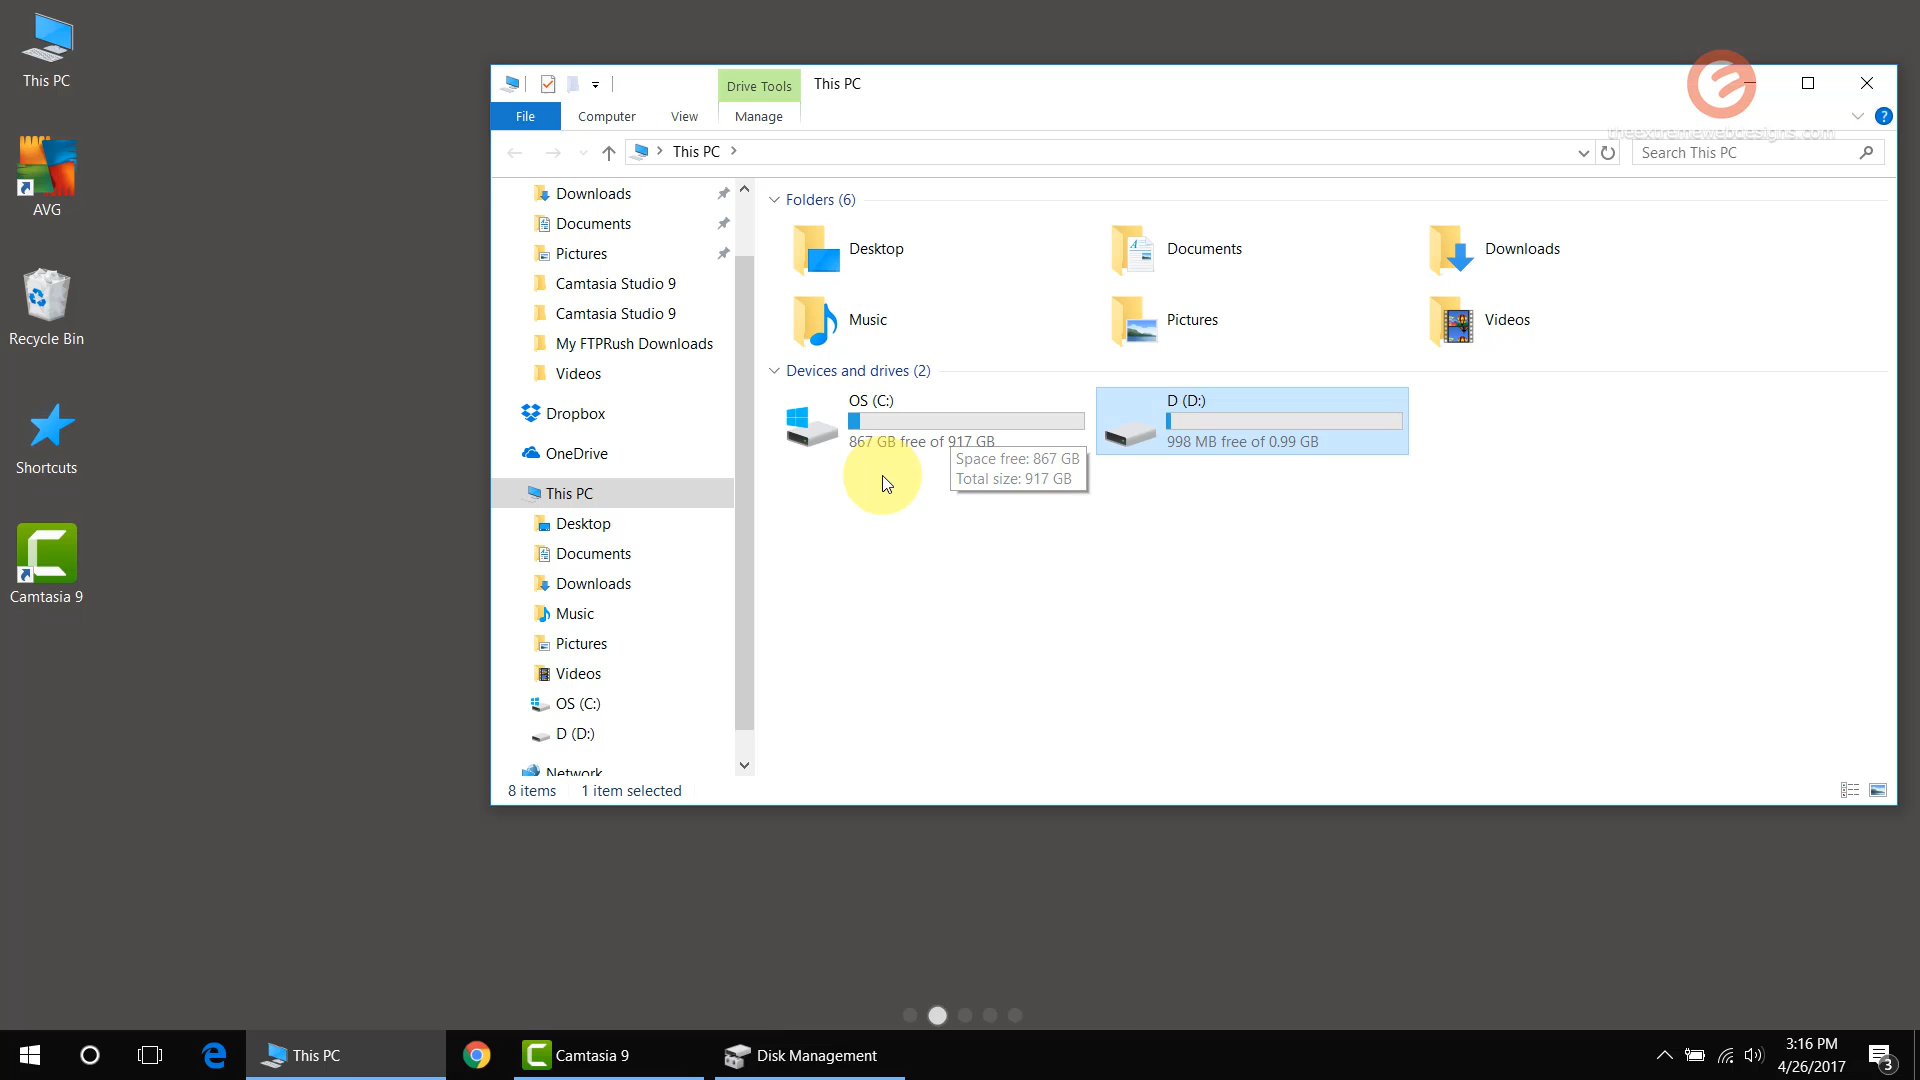 This PC
AVG
Recycle Bin
Shortcuts
Camtasia 9
Drive Tools
This PC
File
Computer
View
Manage
theextremewebdesigns.com
This PC
Search This PC
Downloads
Documents
Pictures
Camtasia Studio 9
Camtasia Studio 9
My FTPRush Downloads
Videos
Dropbox
OneDrive
This PC
Desktop
Documents
Downloads
Music
Pictures
Videos
OS (C:)
D (D:)
Network
Folders (6)
Desktop
Documents
Downloads
Music
Pictures
Videos
Devices and drives (2)
OS (C:)
867 GB free of 917 GB
D (D:)
998 MB free of 0.99 GB
Space free: 867 GB
Total size: 917 GB
8 items
1 item selected
This PC
Camtasia 9
Disk Management
3:16 PM
4/26/2017
3